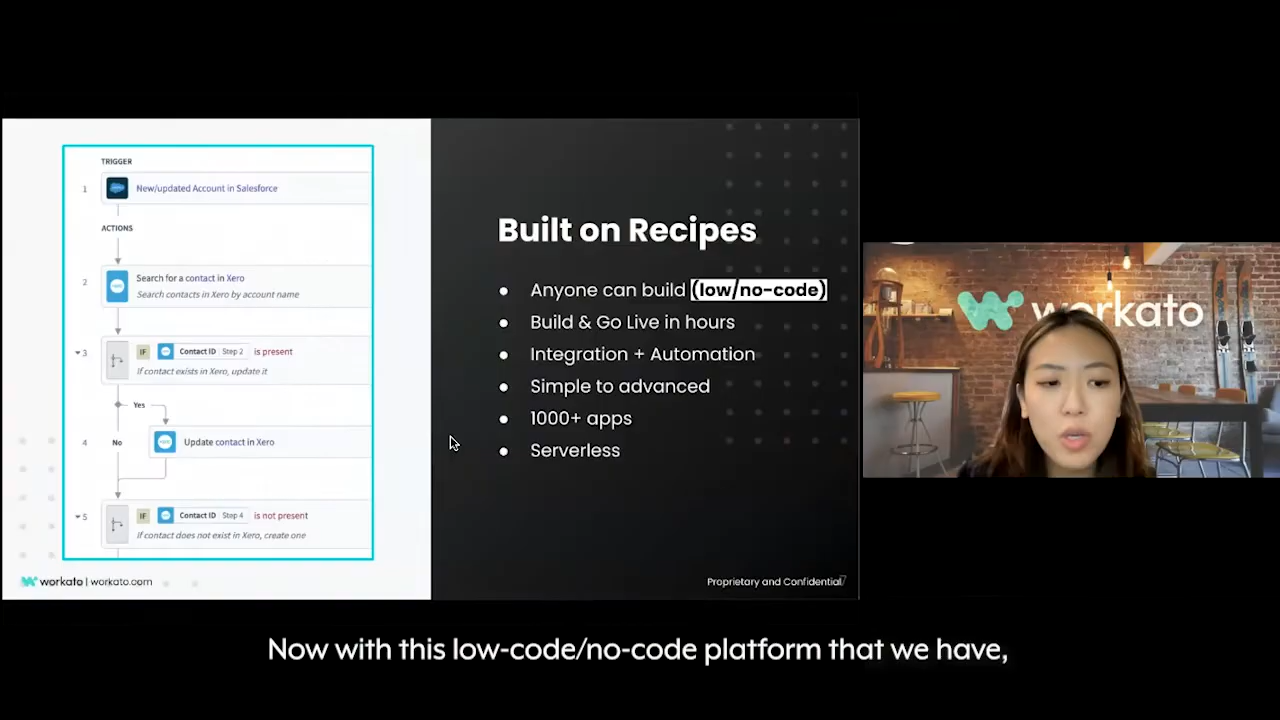 TRIGGER
1 New/updated Account in Salesforce
ACTIONS
2 Search for a contact in Xero
Search contacts in Xero by account name
3 IF Contact ID Step 2 is present
If contact exists in Xero, update it
Yes
4 No Update contact in Xero
5 IF Contact ID Step 4 is not present
If contact does not exist in Xero, create one
workato | workato.com
Built on Recipes
● Anyone can build (low/no-code)
● Build & Go Live in hours
● Integration + Automation
● Simple to advanced
● 1000+ apps
● Serverless
Proprietary and Confidential 7
workato
Now with this low-code/no-code platform that we have,